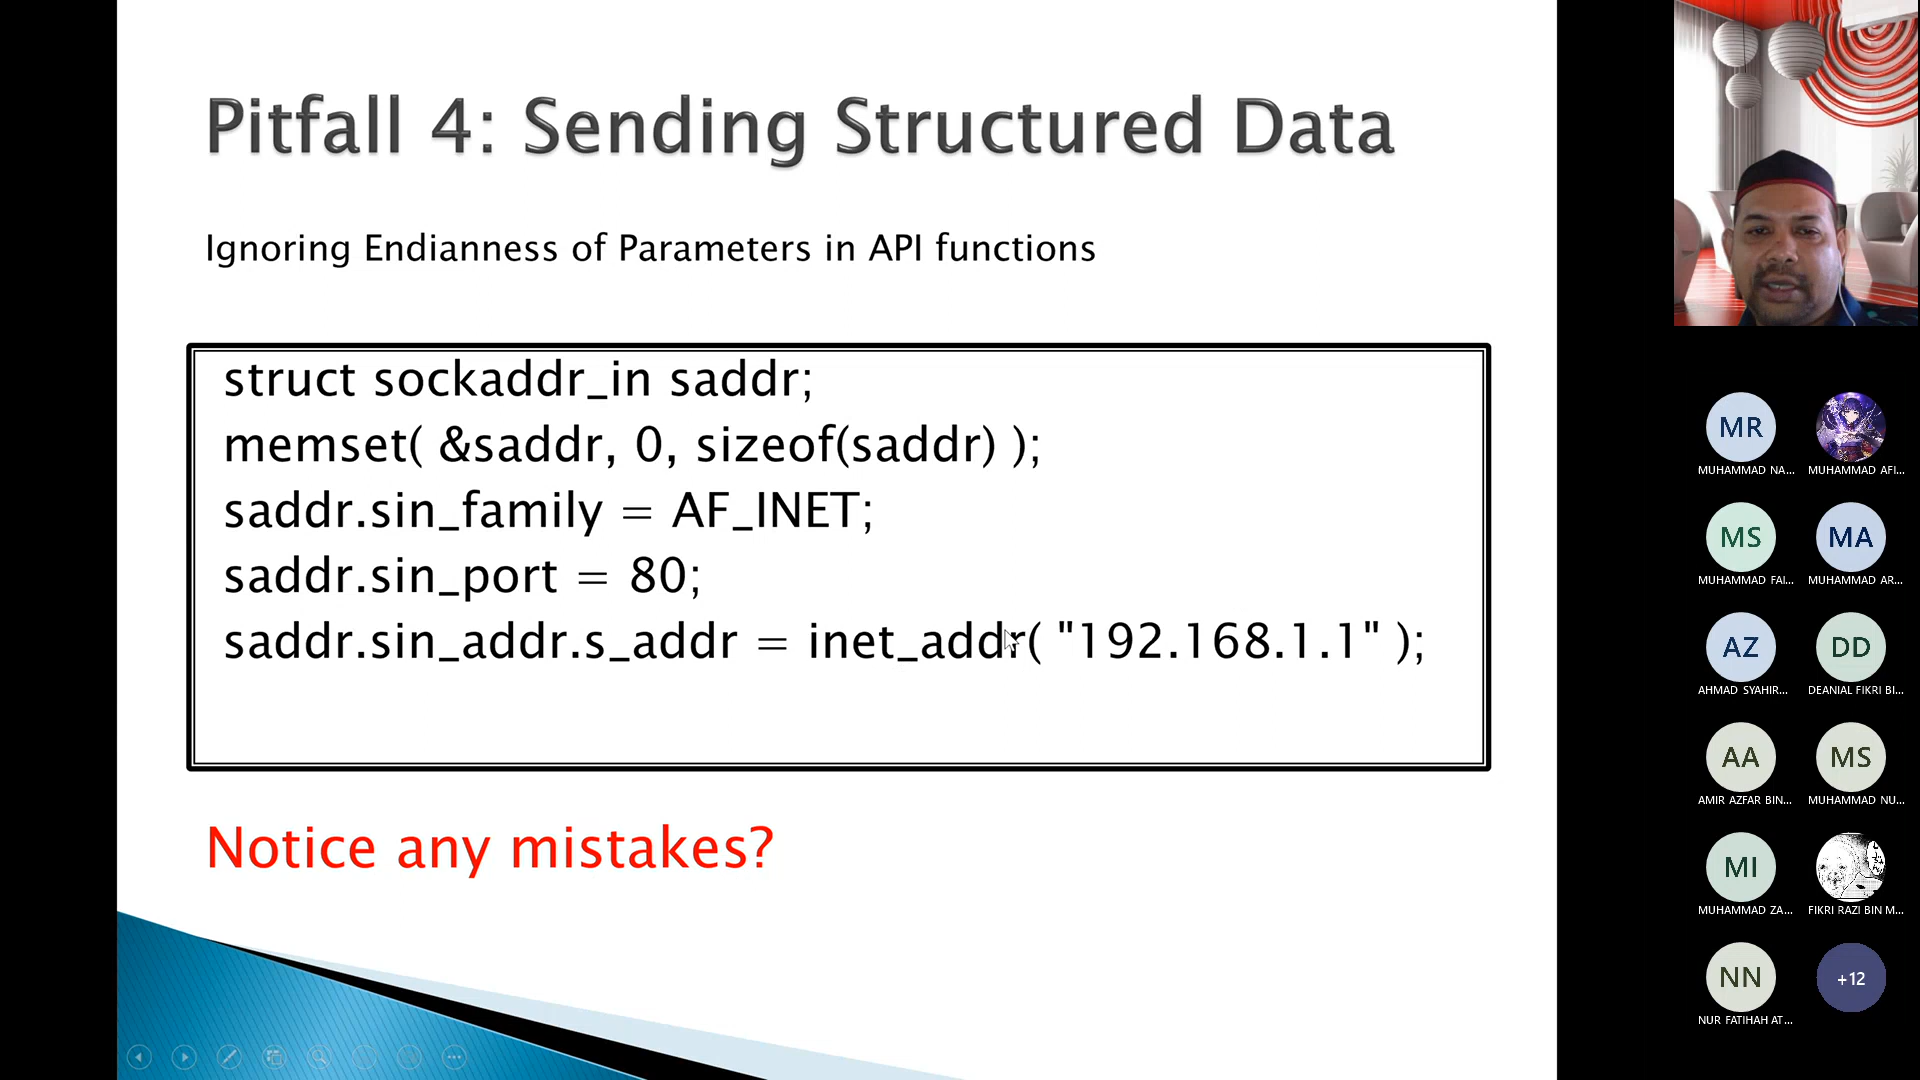 Pitfall 4: Sending Structured Data
Ignoring Endianness of Parameters in API functions
struct sockaddr_in saddr;
memset( &saddr, 0, sizeof(saddr) );
saddr.sin_family = AF_INET;
saddr.sin_port = 80;
saddr.sin_addr.s_addr = inet_addr( "192.168.1.1" );
Notice any mistakes?
MR
MUHAMMAD NA...
MUHAMMAD AFI...
MS
MA
MUHAMMAD FAI...
MUHAMMAD AR...
AZ
DD
AHMAD SYAHIR...
DEANIAL FIKRI BI...
AA
MS
AMIR AZFAR BIN...
MUHAMMAD NU...
MI
MUHAMMAD ZA...
FIKRI RAZI BIN M...
NN
+12
NUR FATIHAH AT...